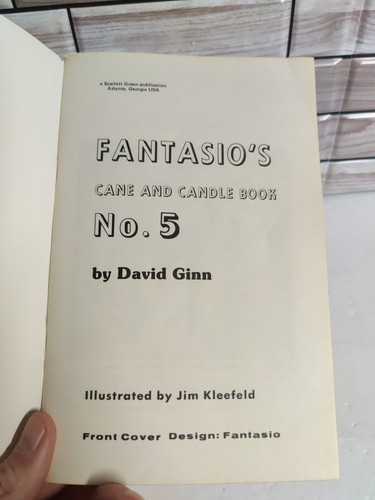 a Scarlett Green publication
Atlanta, Georgia USA
FANTASIO'S
CANE AND CANDLE BOOK
No. 5
by David Ginn
Illustrated by Jim Kleefeld
Front Cover Design: Fantasio